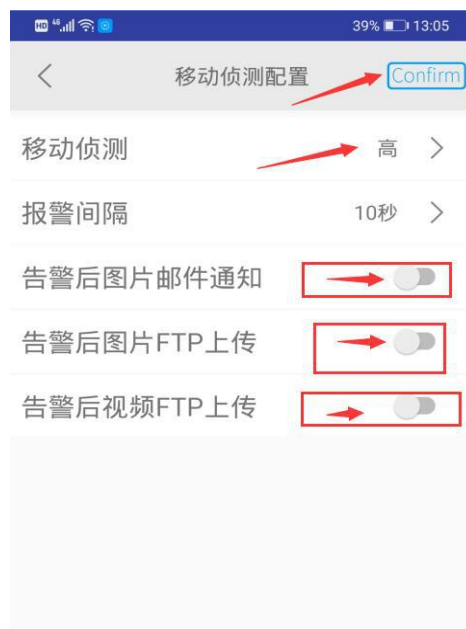 HD 46 39% 13:05
移动侦测配置 Confirm
移动侦测 高
报警间隔 10秒
告警后图片邮件通知
告警后图片FTP上传
告警后视频FTP上传